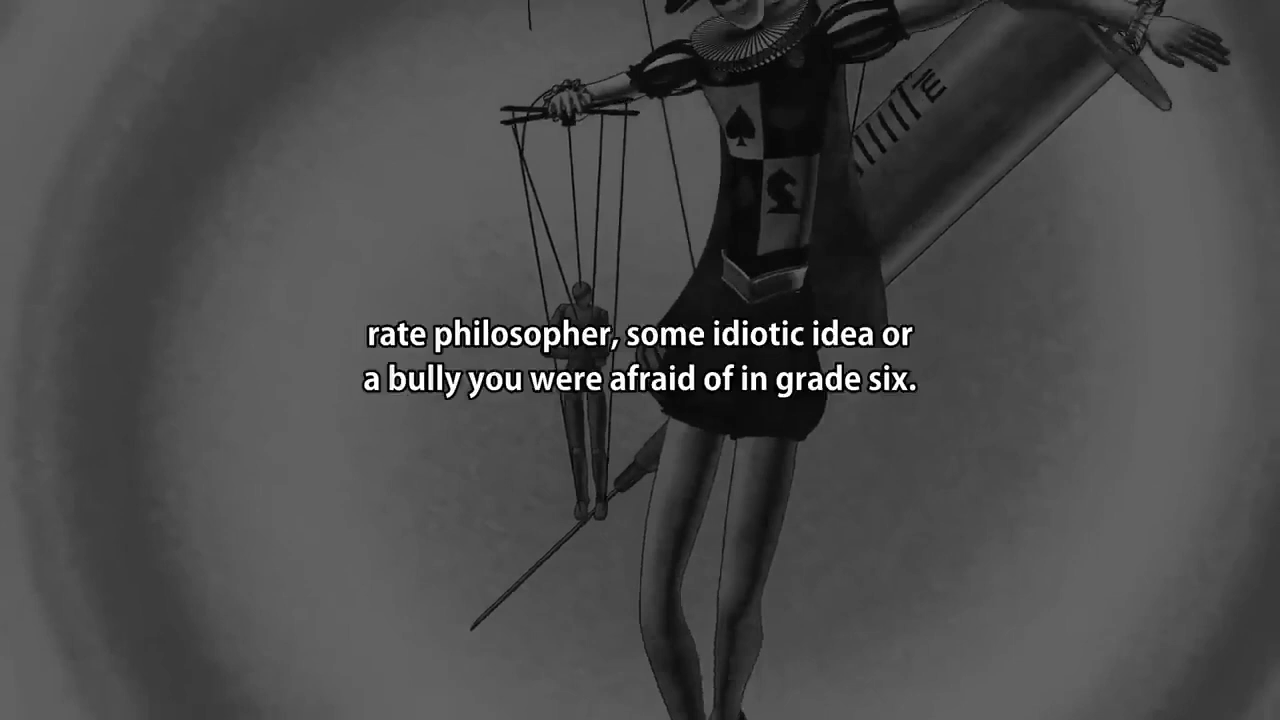 rate philosopher, some idiotic idea or
a bully you were afraid of in grade six.